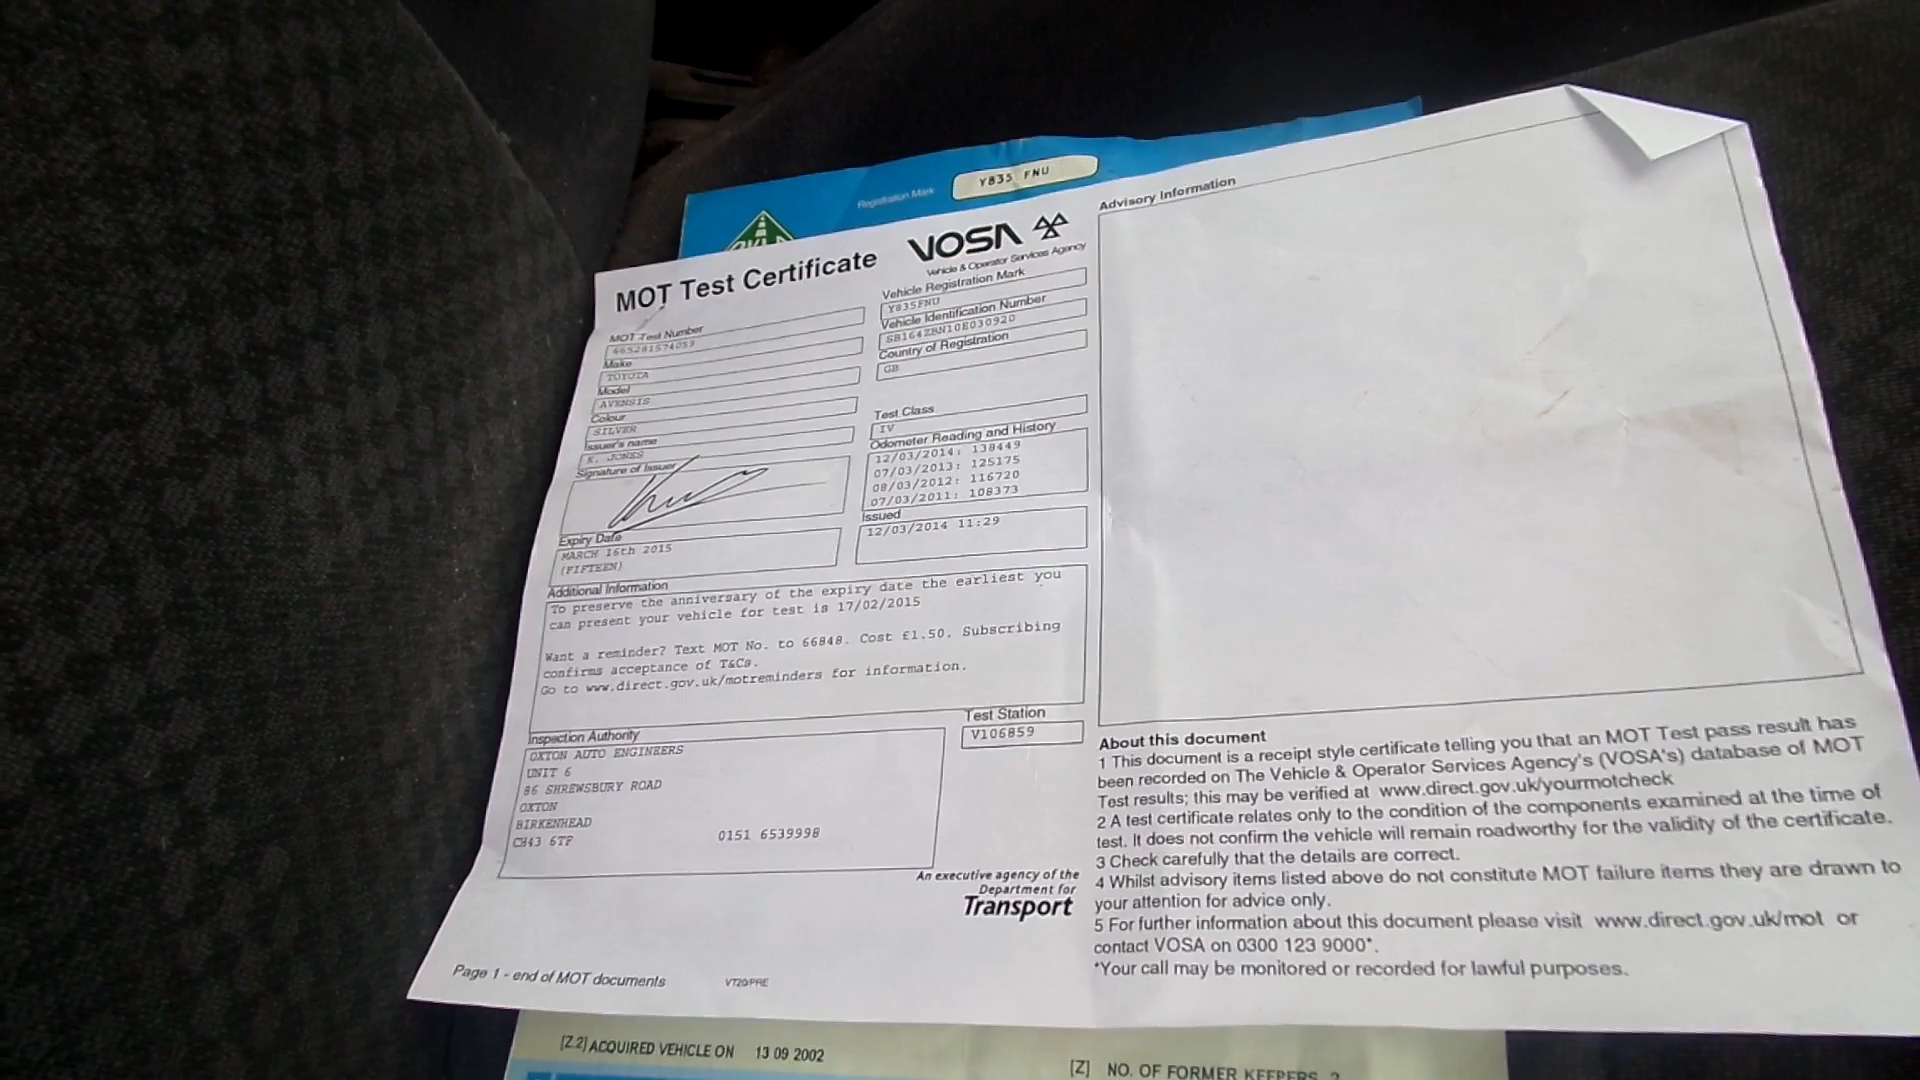 Registration Mark
Y835 FNU
MOT Test Certificate
VOSA
Vehicle & Operator Services Agency
MOT Test Number
665281574059
Make
TOYOTA
Model
AVENSIS
Colour
SILVER
Issuer's name
K. JONES
Signature of Issuer
Expiry Date
MARCH 16th 2015
(FIFTEEN)
Vehicle Registration Mark
Y835FNU
Vehicle Identification Number
SB164ZBN10E030920
Country of Registration
GB
Test Class
IV
Odometer Reading and History
12/03/2014: 138449
07/03/2013: 125175
08/03/2012: 116720
07/03/2011: 108373
Issued
12/03/2014 11:29
Additional Information
To preserve the anniversary of the expiry date the earliest you
can present your vehicle for test is 17/02/2015
Want a reminder? Text MOT No. to 66848. Cost £1.50. Subscribing
confirms acceptance of T&Cs.
Go to www.direct.gov.uk/motreminders for information.
Inspection Authority
OXTON AUTO ENGINEERS
UNIT 6
86 SHREWSBURY ROAD
OXTON
BIRKENHEAD
CH43 6TF
0151 6539998
Test Station
V106859
An executive agency of the
Department for
Transport
Page 1 - end of MOT documents
VT20PRE
Advisory Information
About this document
1 This document is a receipt style certificate telling you that an MOT Test pass result has
been recorded on The Vehicle & Operator Services Agency's (VOSA's) database of MOT
Test results; this may be verified at www.direct.gov.uk/yourmotcheck
2 A test certificate relates only to the condition of the components examined at the time of
test. It does not confirm the vehicle will remain roadworthy for the validity of the certificate.
3 Check carefully that the details are correct.
4 Whilst advisory items listed above do not constitute MOT failure items they are drawn to
your attention for advice only.
5 For further information about this document please visit www.direct.gov.uk/mot or
contact VOSA on 0300 123 9000*.
*Your call may be monitored or recorded for lawful purposes.
[Z.2] ACQUIRED VEHICLE ON 13 09 2002
[Z] NO. OF FORMER KEEPERS